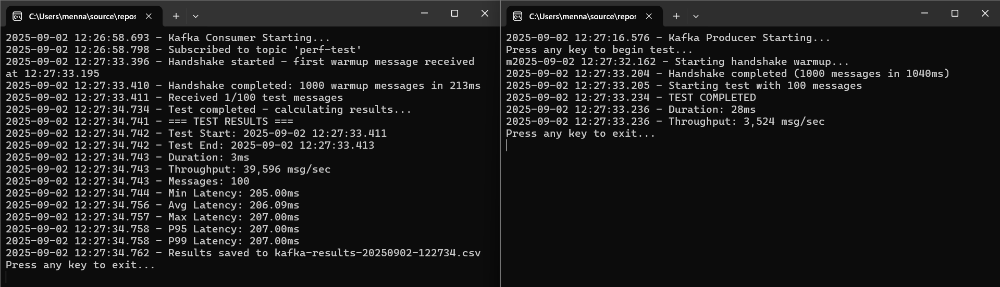 C:\Users\menna\source\repos
2025-09-02 12:26:58.693 - Kafka Consumer Starting...
2025-09-02 12:26:58.798 - Subscribed to topic 'perf-test'
2025-09-02 12:27:33.396 - Handshake started - first warmup message received
at 12:27:33.195
2025-09-02 12:27:33.410 - Handshake completed: 1000 warmup messages in 213ms
2025-09-02 12:27:33.411 - Received 1/100 test messages
2025-09-02 12:27:34.734 - Test completed - calculating results...
2025-09-02 12:27:34.741 - === TEST RESULTS ===
2025-09-02 12:27:34.742 - Test Start: 2025-09-02 12:27:33.411
2025-09-02 12:27:34.742 - Test End: 2025-09-02 12:27:33.413
2025-09-02 12:27:34.743 - Duration: 3ms
2025-09-02 12:27:34.743 - Throughput: 39,596 msg/sec
2025-09-02 12:27:34.743 - Messages: 100
2025-09-02 12:27:34.744 - Min Latency: 205.00ms
2025-09-02 12:27:34.756 - Avg Latency: 206.09ms
2025-09-02 12:27:34.757 - Max Latency: 207.00ms
2025-09-02 12:27:34.758 - P95 Latency: 207.00ms
2025-09-02 12:27:34.758 - P99 Latency: 207.00ms
2025-09-02 12:27:34.762 - Results saved to kafka-results-20250902-122734.csv
Press any key to exit...
C:\Users\menna\source\repos
2025-09-02 12:27:16.576 - Kafka Producer Starting...
Press any key to begin test...
m2025-09-02 12:27:32.162 - Starting handshake warmup...
2025-09-02 12:27:33.204 - Handshake completed (1000 messages in 1040ms)
2025-09-02 12:27:33.205 - Starting test with 100 messages
2025-09-02 12:27:33.234 - TEST COMPLETED
2025-09-02 12:27:33.236 - Duration: 28ms
2025-09-02 12:27:33.236 - Throughput: 3,524 msg/sec
Press any key to exit...